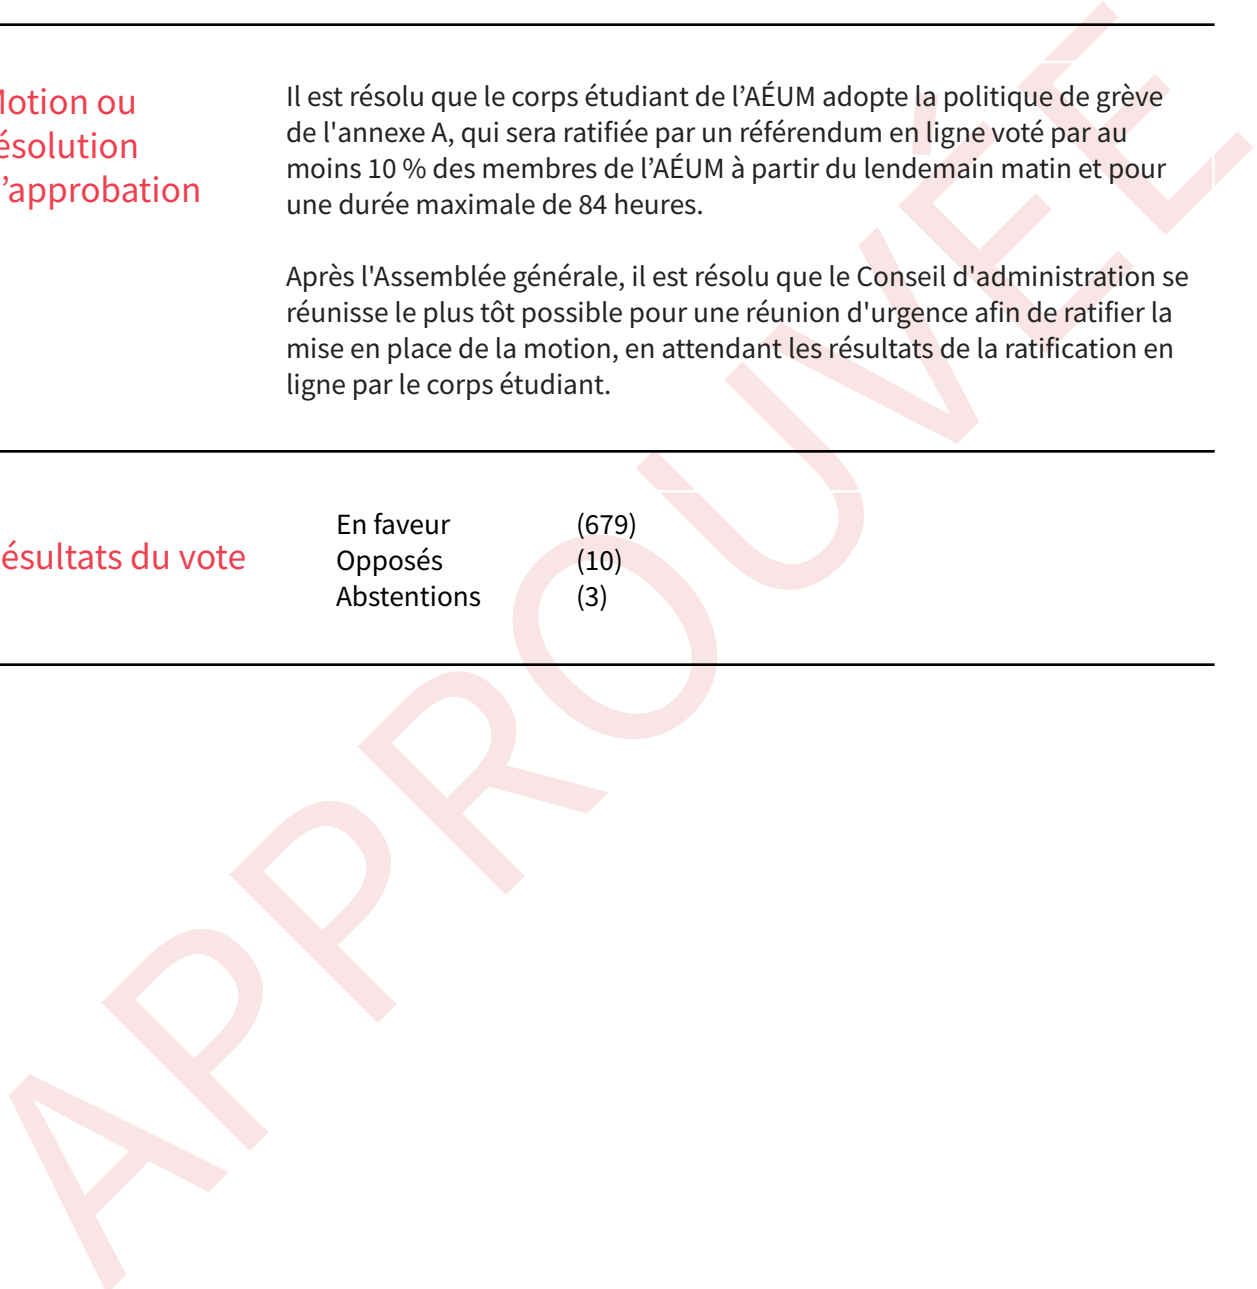 Motion ou
résolution
d'approbation
Il est résolu que le corps étudiant de l’AÉUM adopte la politique de grève
de l'annexe A, qui sera ratifiée par un référendum en ligne voté par au
moins 10 % des membres de l’AÉUM à partir du lendemain matin et pour
une durée maximale de 84 heures.
Après l'Assemblée générale, il est résolu que le Conseil d'administration se
réunisse le plus tôt possible pour une réunion d'urgence afin de ratifier la
mise en place de la motion, en attendant les résultats de la ratification en
ligne par le corps étudiant.
ésultats du vote
En faveur (679)
Opposés (10)
Abstentions (3)
APPROUVÉE